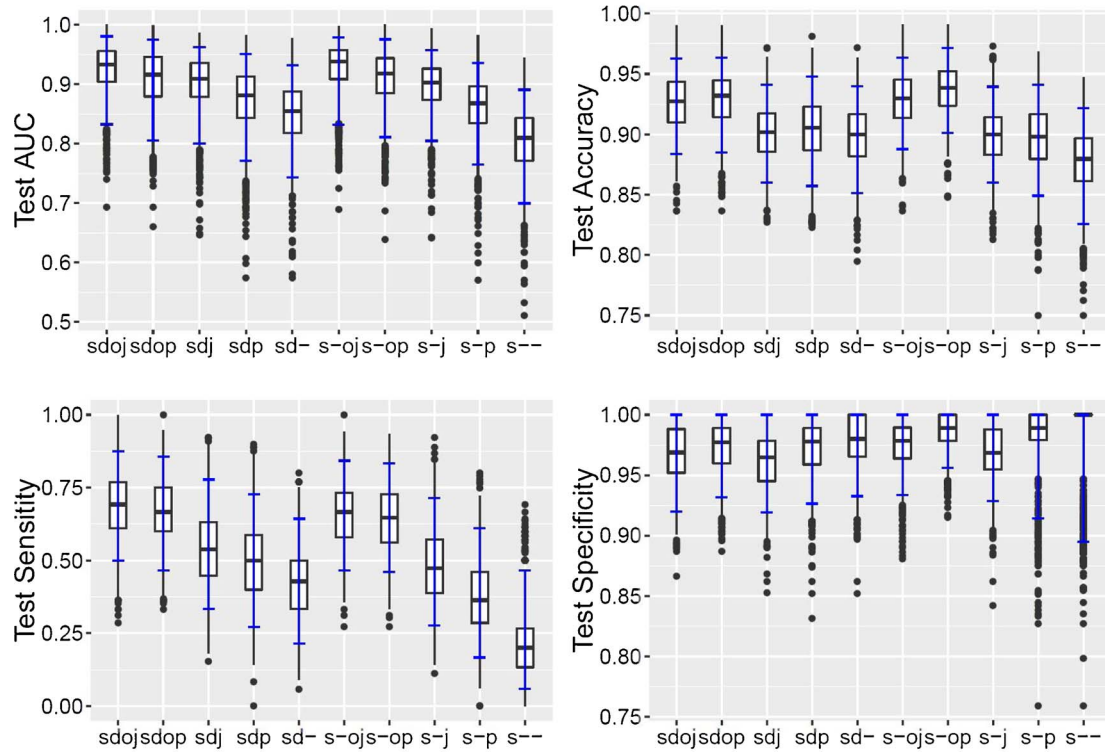 Test AUC
1.0
0.9
0.8
0.7
0.6
0.5
sdoj sdop sdj sdp sd- s-oj s-op s-j s-p s--
Test Accuracy
1.00
0.95
0.90
0.85
0.80
0.75
sdoj sdop sdj sdp sd- s-oj s-op s-j s-p s--
Test Sensitity
1.00
0.75
0.50
0.25
0.00
sdoj sdop sdj sdp sd- s-oj s-op s-j s-p s--
Test Specificity
1.00
0.95
0.90
0.85
0.80
0.75
sdoj sdop sdj sdp sd- s-oj s-op s-j s-p s--